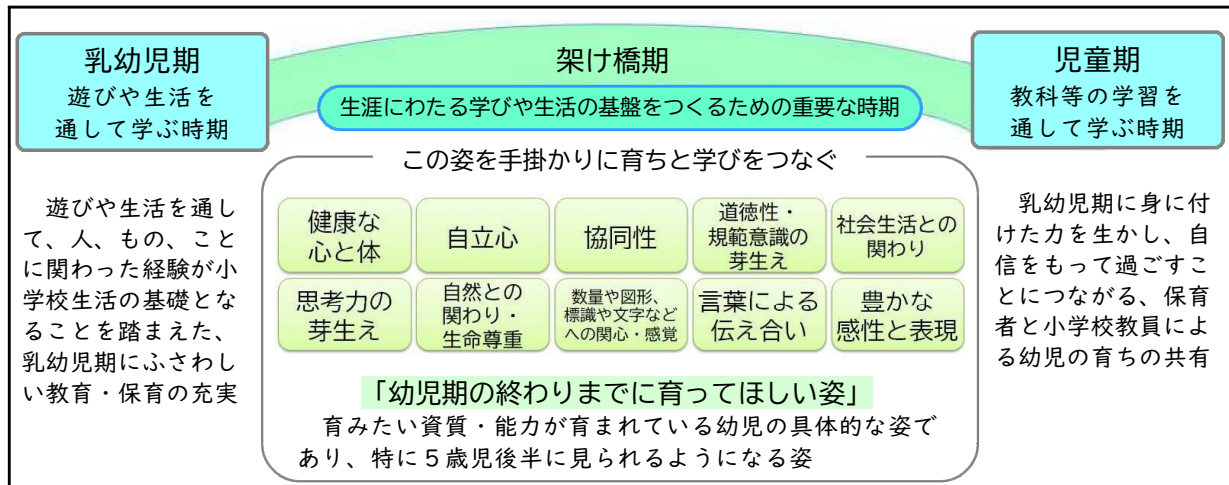 乳幼児期
遊びや生活を
通して学ぶ時期
架け橋期
生涯にわたる学びや生活の基盤をつくるための重要な時期
児童期
教科等の学習を
通して学ぶ時期
遊びや生活を通し
て、人、もの、こと
に関わった経験が小
学校生活の基礎とな
ることを踏まえた、
乳幼児期にふさわし
い教育・保育の充実
この姿を手掛かりに育ちと学びをつなぐ
健康な
心と体
自立心
協同性
道徳性・
規範意識の
芽生え
社会生活との
関わり
思考力の
芽生え
自然との
関わり・
生命尊重
数量や図形、
標識や文字など
への関心・感覚
言葉による
伝え合い
豊かな
感性と表現
「幼児期の終わりまでに育ってほしい姿」
育みたい資質・能力が育まれている幼児の具体的な姿で
あり、特に５歳児後半に見られるようになる姿
乳幼児期に身に付
けた力を生かし、自
信をもって過ごすこ
とにつながる、保育
者と小学校教員によ
る幼児の育ちの共有